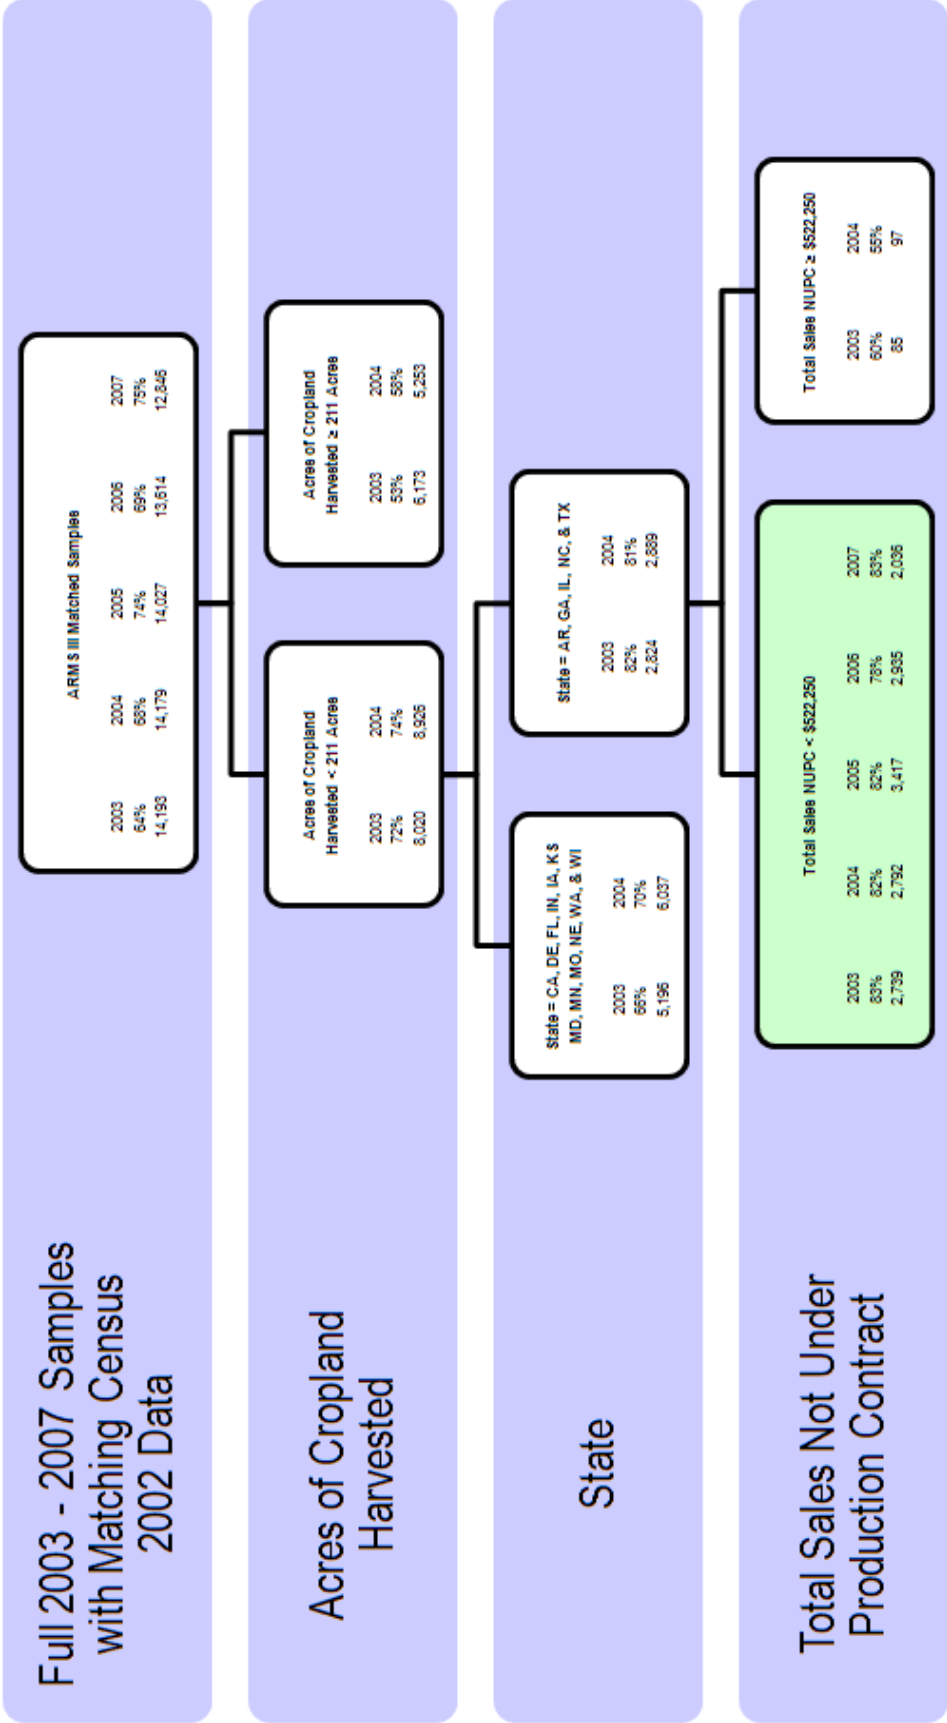 Full 2003 - 2007 Samples
with Matching Census
2002 Data
ARMS III Matched Samples
2003 2004 2005 2006 2007
64% 68% 74% 69% 75%
14,193 14,179 14,027 13,614 12,846
Acres of Cropland
Harvested
Acres of Cropland
Harvested < 211 Acres
2003 2004
72% 74%
8,020 8,926
Acres of Cropland
Harvested ≥ 211 Acres
2003 2004
53% 58%
6,173 5,253
State
State = CA, DE, FL, IN, IA, KS
MD, MN, MO, NE, WA, & WI
2003 2004
66% 70%
5,196 6,037
State = AR, GA, IL, NC, & TX
2003 2004
82% 81%
2,824 2,889
Total Sales Not Under
Production Contract
Total Sales NUPC < $522,250
2003 2004 2005 2006 2007
83% 82% 82% 78% 83%
2,739 2,792 3,417 2,935 2,036
Total Sales NUPC ≥ $522,250
2003 2004
60% 55%
85 97